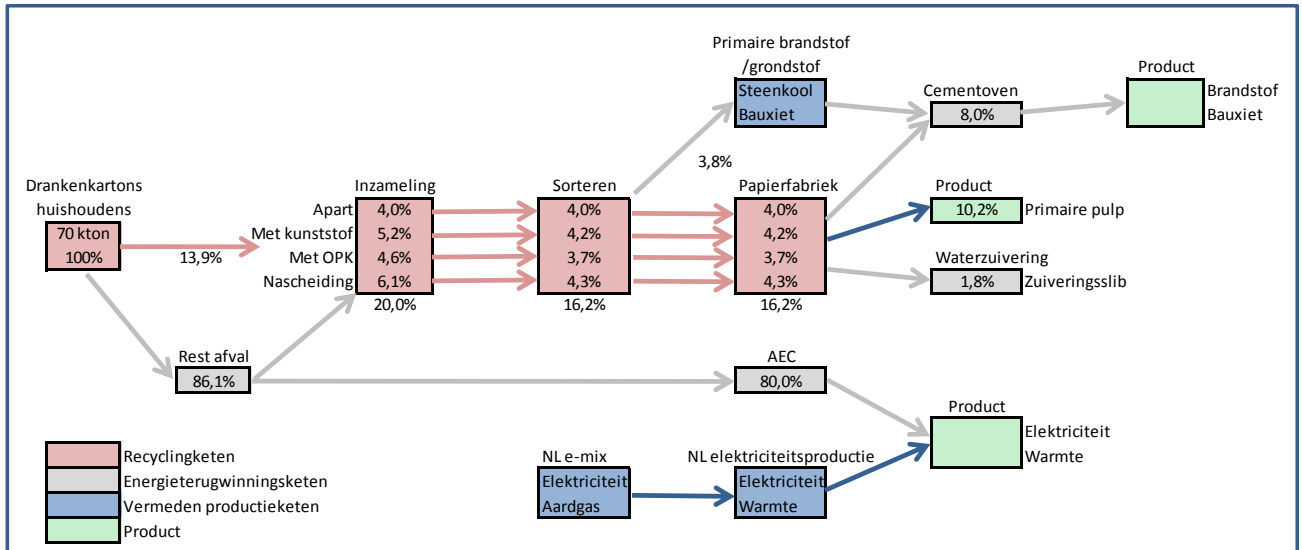 Primaire brandstof
/grondstof
Steenkool
Bauxiet
3,8%
Cementoven
8,0%
Product
Brandstof
Bauxiet
Drankenkartons
huishoudens
70 kton
100%
13,9%
Inzameling
Apart
4,0%
Met kunststof
5,2%
Met OPK
4,6%
Nascheiding
6,1%
20,0%
Sorteren
4,0%
4,2%
3,7%
4,3%
16,2%
Papierfabriek
4,0%
4,2%
3,7%
4,3%
16,2%
Product
10,2%
Primaire pulp
Waterzuivering
1,8%
Zuiveringsslib
Rest afval
86,1%
AEC
80,0%
Product
Elektriciteit
Warmte
NL e-mix
Elektriciteit
Aardgas
NL elektriciteitsproductie
Elektriciteit
Warmte
Recyclingketen
Energieterugwinningsketen
Vermeden productieketen
Product